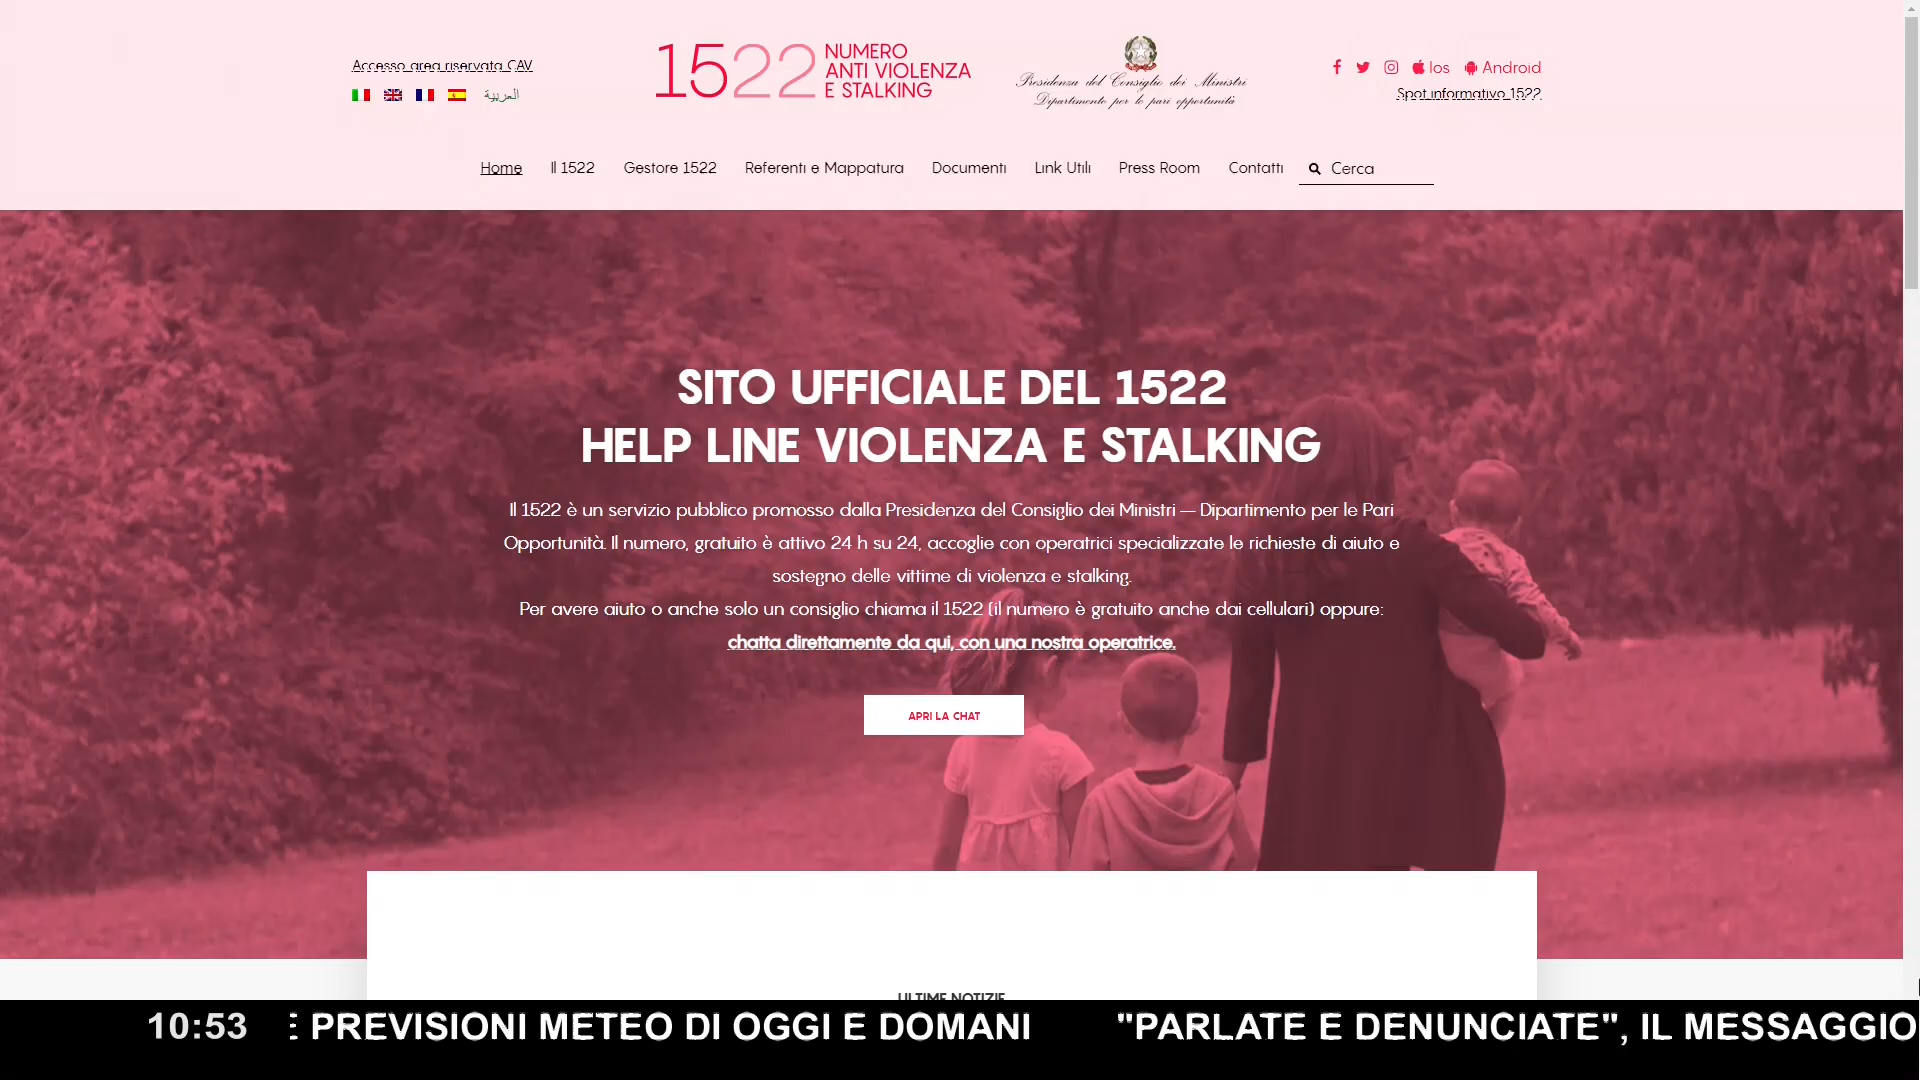 Accesso area riservata CAV
العربية
1522 NUMERO
ANTI VIOLENZA
E STALKING
Presidenza del Consiglio dei Ministri
Dipartimento per le pari opportunità
Ios Android
Spot informativo 1522
Home Il 1522 Gestore 1522 Referenti e Mappatura Documenti Link Utili Press Room Contatti Cerca
SITO UFFICIALE DEL 1522
HELP LINE VIOLENZA E STALKING
Il 1522 è un servizio pubblico promosso dalla Presidenza del Consiglio dei Ministri – Dipartimento per le Pari
Opportunità. Il numero, gratuito è attivo 24 h su 24, accoglie con operatrici specializzate le richieste di aiuto e
sostegno delle vittime di violenza e stalking.
Per avere aiuto o anche solo un consiglio chiama il 1522 (il numero è gratuito anche dai cellulari) oppure:
chatta direttamente da qui, con una nostra operatrice.
APRI LA CHAT
ULTIME NOTIZIE
10:53 E PREVISIONI METEO DI OGGI E DOMANI "PARLATE E DENUNCIATE", IL MESSAGGIO